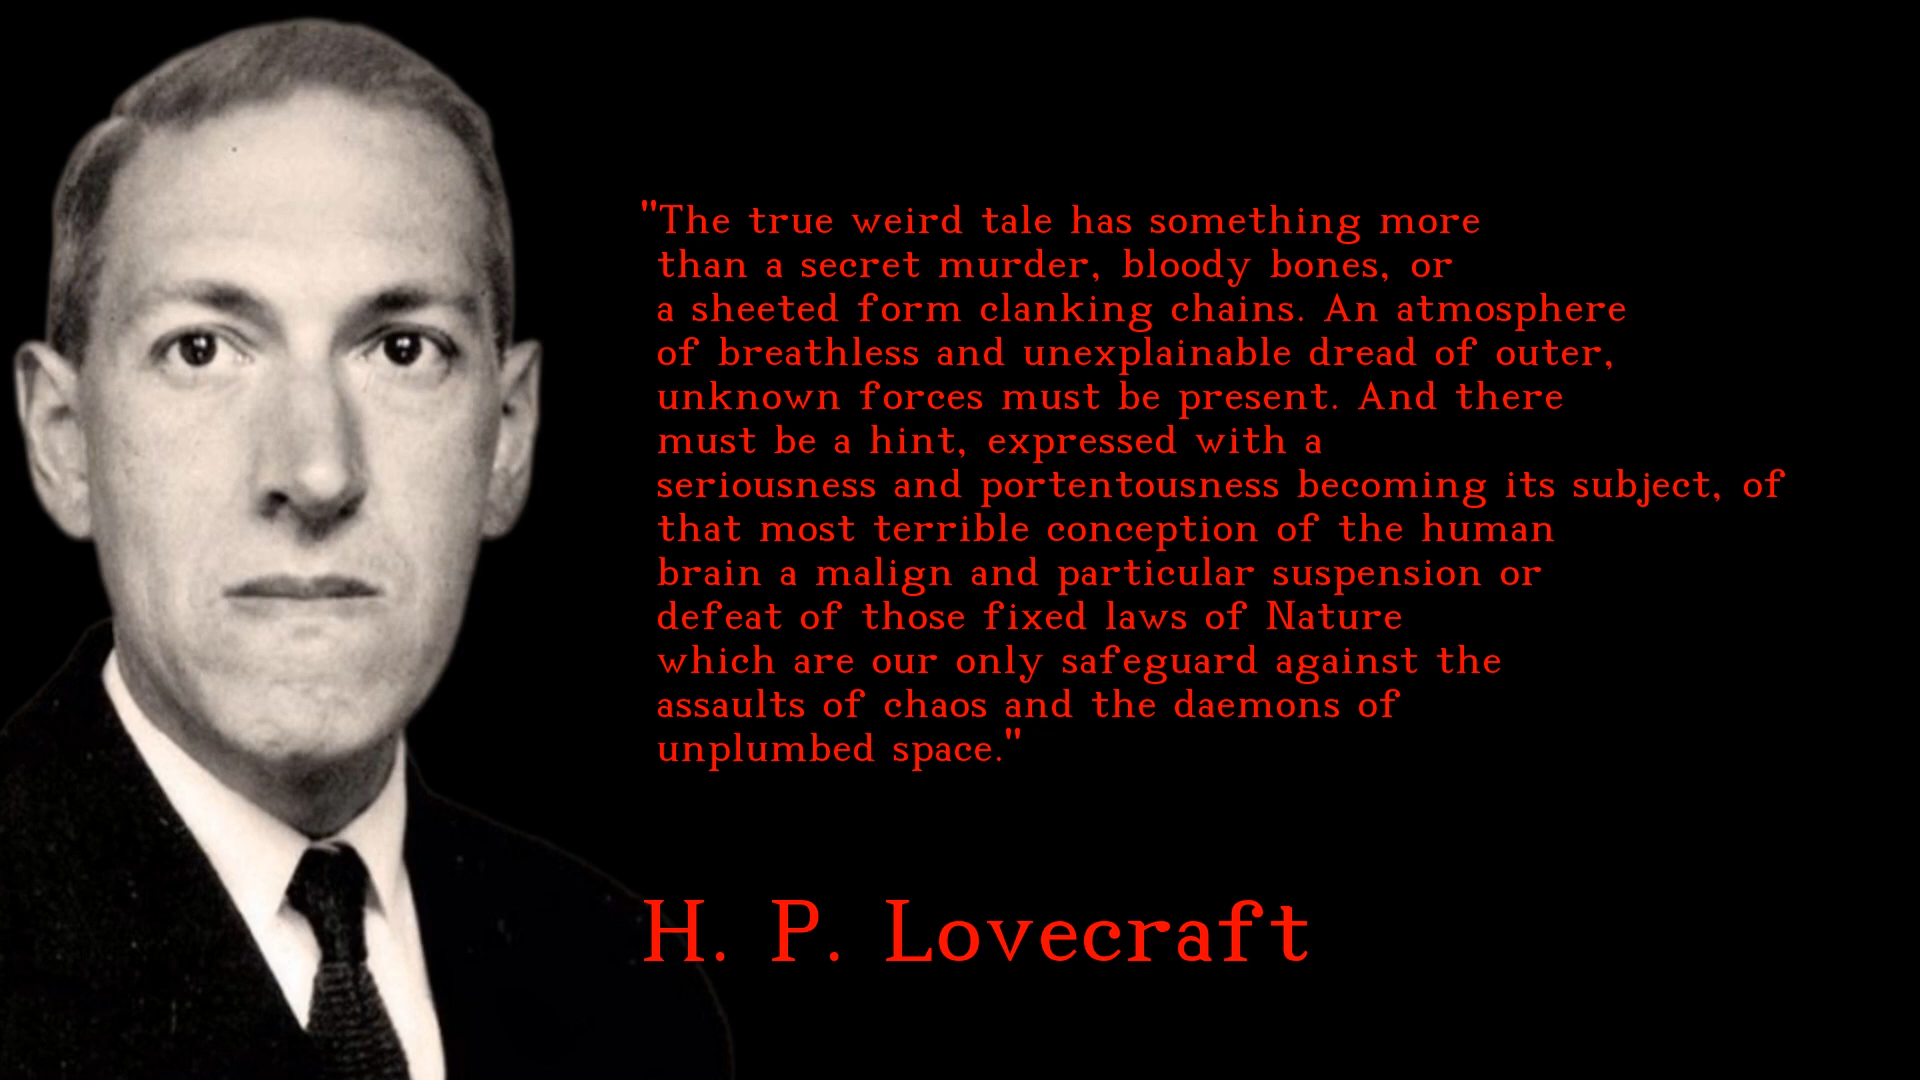 "The true weird tale has something more
than a secret murder, bloody bones, or
a sheeted form clanking chains. An atmosphere
of breathless and unexplainable dread of outer,
unknown forces must be present. And there
must be a hint, expressed with a
seriousness and portentousness becoming its subject, of
that most terrible conception of the human
brain a malign and particular suspension or
defeat of those fixed laws of Nature
which are our only safeguard against the
assaults of chaos and the daemons of
unplumbed space."
H. P. Lovecraft